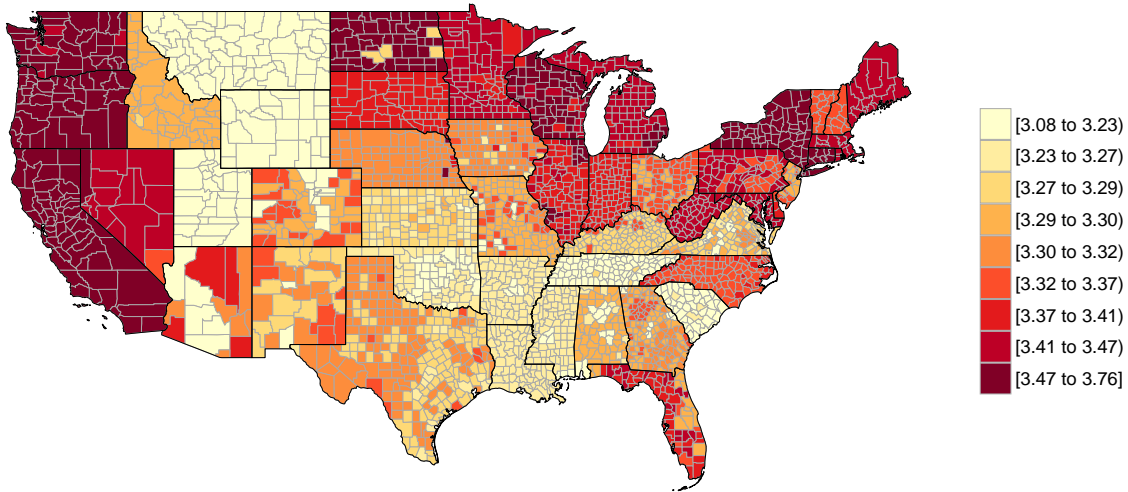 [3.08 to 3.23)
[3.23 to 3.27)
[3.27 to 3.29)
[3.29 to 3.30)
[3.30 to 3.32)
[3.32 to 3.37)
[3.37 to 3.41)
[3.41 to 3.47)
[3.47 to 3.76]